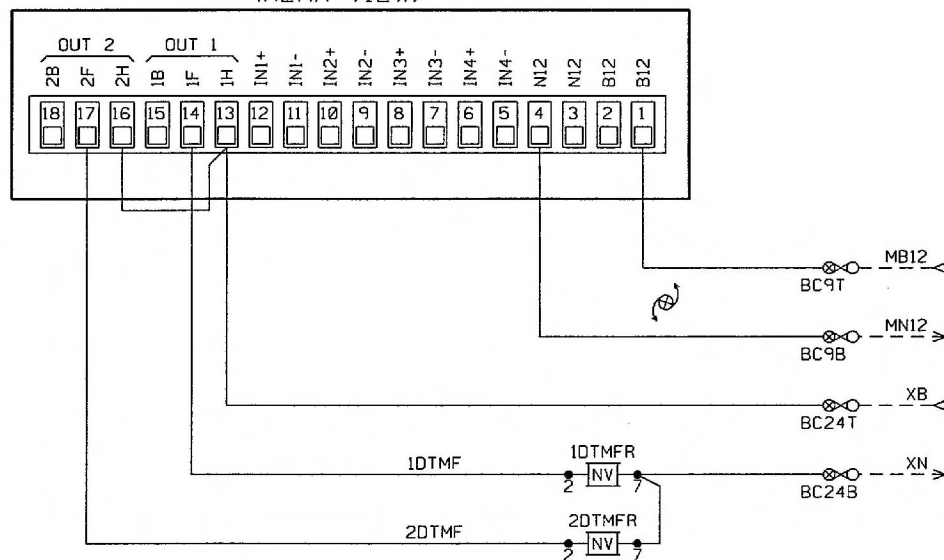 OUT 2 OUT 1
2B 2F 2H 1B 1F 1H IN1+ IN1- IN2+ IN2- IN3+ IN3- IN4+ IN4- N12 N12 B12 B12
18 17 16 15 14 13 12 11 10 9 8 7 6 5 4 3 2 1
MB12
BC9T
MN12
BC9B
XB
BC24T
1DTMF 1DTMFR XN
2 NV 7
BC24B
2DTMF 2DTMFR
2 NV 7